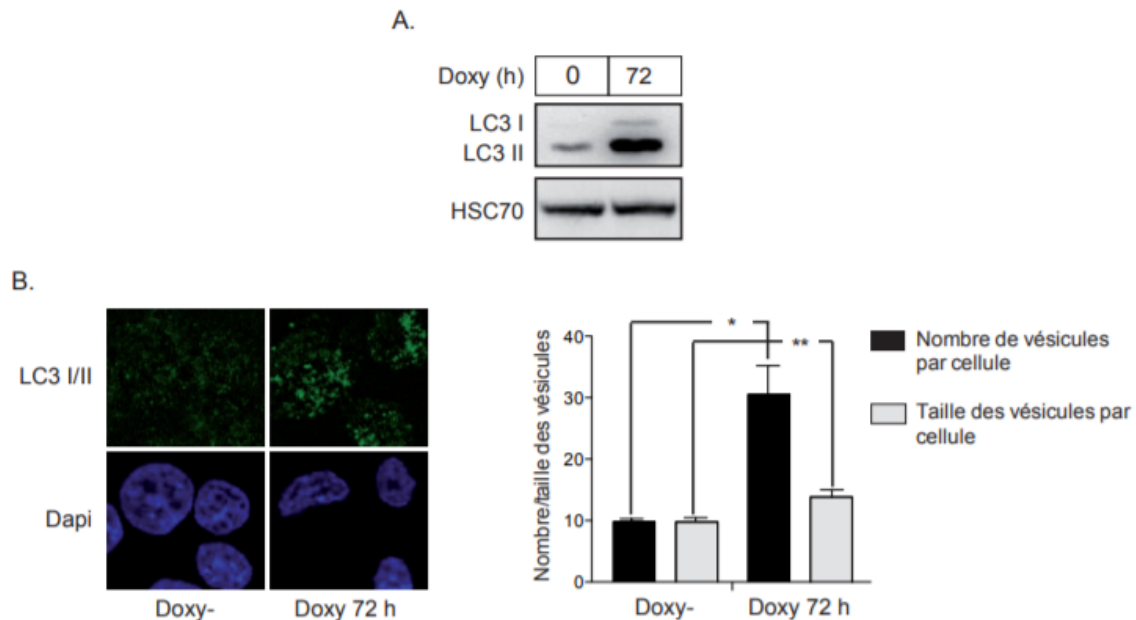 A.
Doxy (h) 0 72
LC3 I
LC3 II
HSC70
B.
LC3 I/II
Dapi
Doxy- Doxy 72 h
Nombre/taille des vésicules
40
30
20
10
0
*
**
Doxy- Doxy 72 h
Nombre de vésicules
par cellule
Taille des vésicules par
cellule